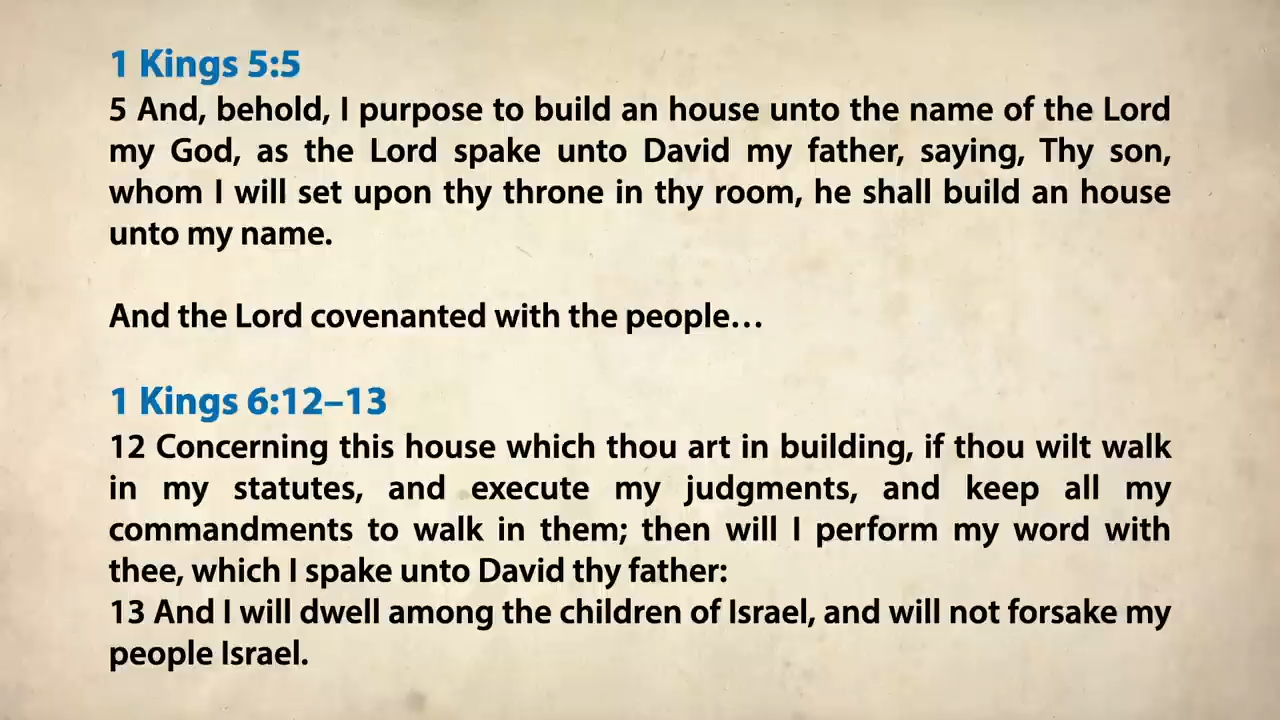 1 Kings 5:5
5 And, behold, I purpose to build an house unto the name of the Lord
my God, as the Lord spake unto David my father, saying, Thy son,
whom I will set upon thy throne in thy room, he shall build an house
unto my name.
And the Lord covenanted with the people…
1 Kings 6:12–13
12 Concerning this house which thou art in building, if thou wilt walk
in my statutes, and execute my judgments, and keep all my
commandments to walk in them; then will I perform my word with
thee, which I spake unto David thy father:
13 And I will dwell among the children of Israel, and will not forsake my
people Israel.